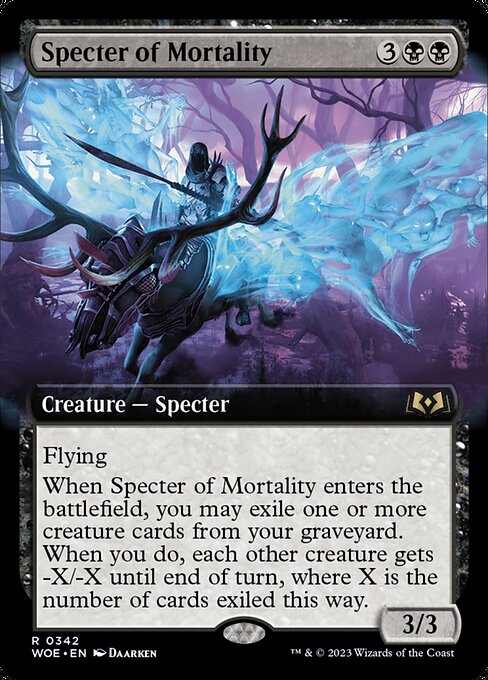 Specter of Mortality 3
Creature — Specter
Flying
When Specter of Mortality enters the
battlefield, you may exile one or more
creature cards from your graveyard.
When you do, each other creature gets
-X/-X until end of turn, where X is the
number of cards exiled this way.
3/3
R 0342
WOE • EN DAARKEN
™ & © 2023 Wizards of the Coast